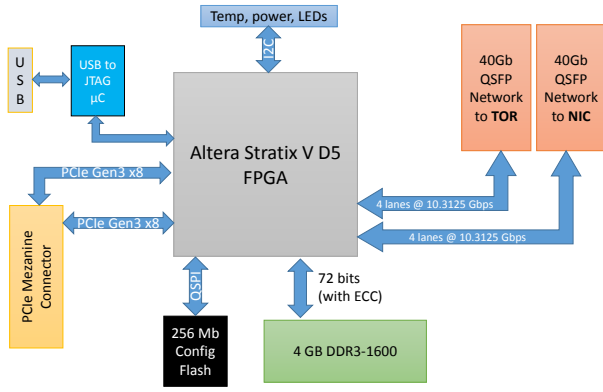 Temp, power, LEDs
I2C
U
S
B
USB to
JTAG
µC
40Gb
QSFP
Network
to TOR
40Gb
QSFP
Network
to NIC
Altera Stratix V D5
FPGA
PCIe Gen3 x8
PCIe Gen3 x8
4 lanes @ 10.3125 Gbps
4 lanes @ 10.3125 Gbps
PCIe Mezanine
Connector
QSPI
72 bits
(with ECC)
256 Mb
Config
Flash
4 GB DDR3-1600